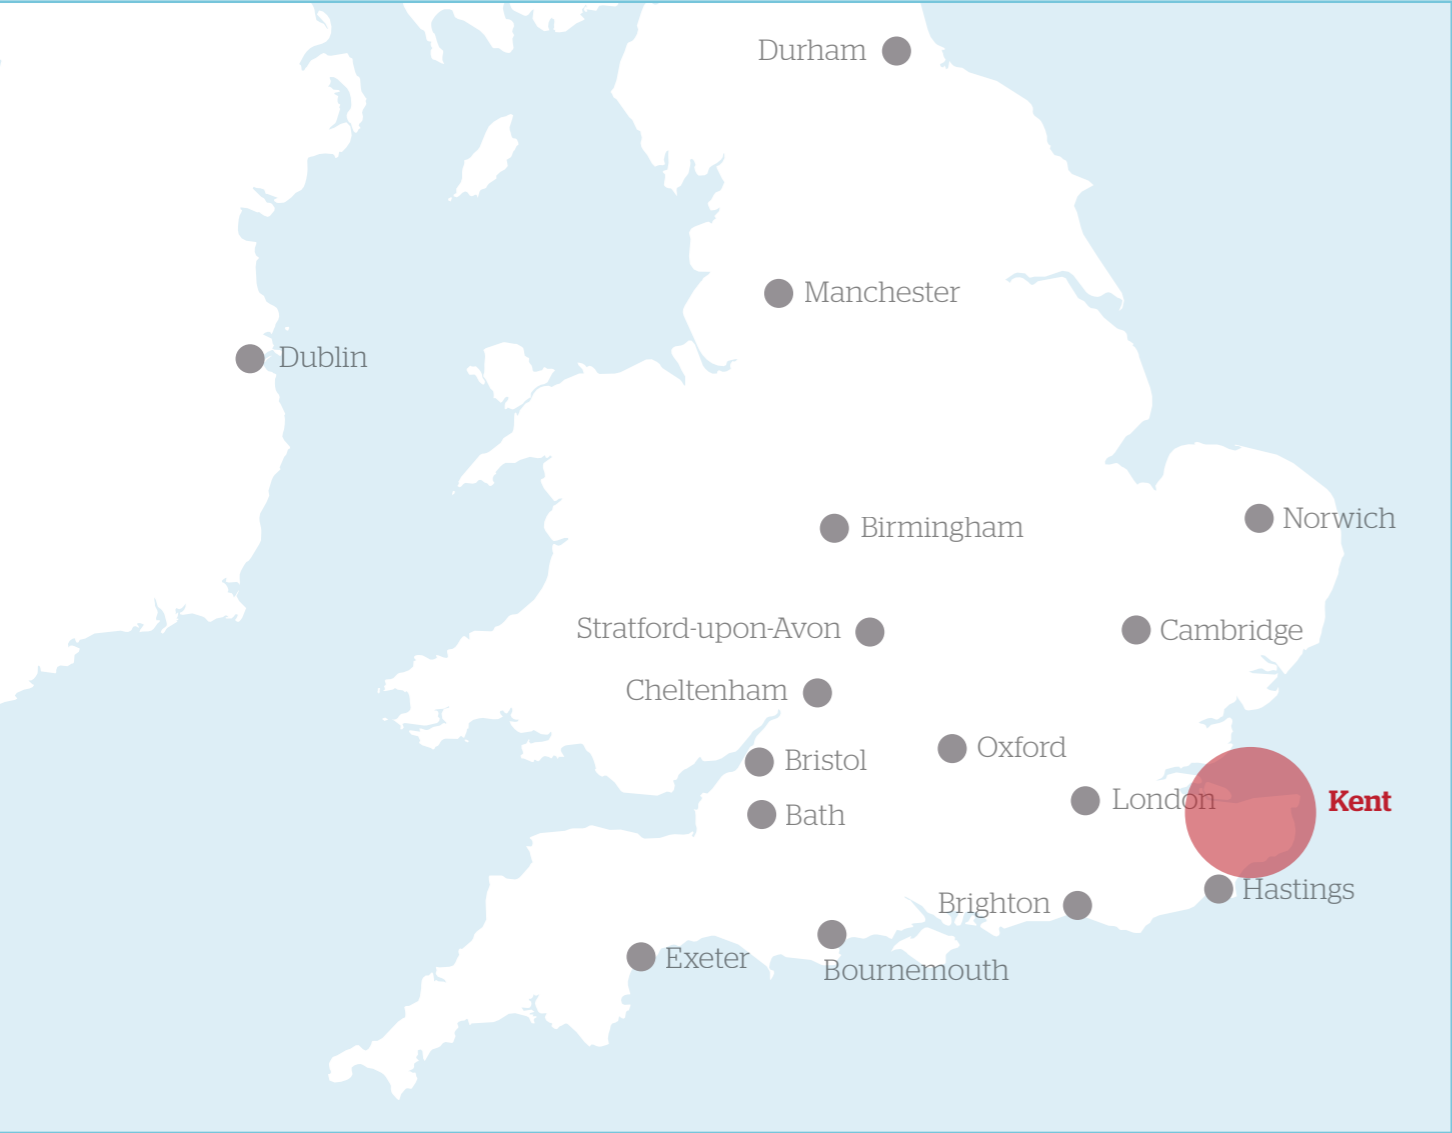 Durham
Manchester
Dublin
Norwich
Birmingham
Stratford-upon-Avon
Cambridge
Cheltenham
Oxford
Bristol
London
Kent
Bath
Hastings
Brighton
Exeter
Bournemouth